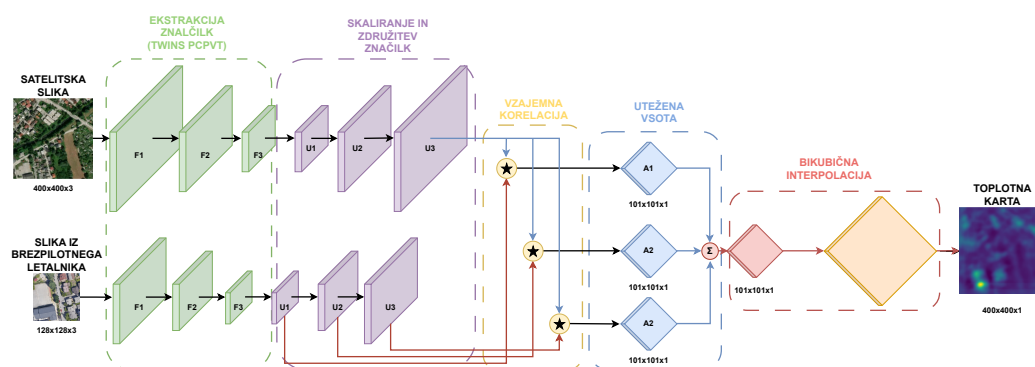 EKSTRAKCIJA
ZNALČILK
(TWINS PCPVT)
SKALIRANJE IN
ZDRUŽITEV
ZNAČILK
SATELITSKA
SLIKA
400x400x3
F1
F2
F3
U1
U2
U3
VZAJEMNA
KORELACIJA
UTEŽENA
VSOTA
A1
101x101x1
A2
101x101x1
A2
101x101x1
Σ
BIKUBIČNA
INTERPOLACIJA
101x101x1
TOPLOTNA
KARTA
400x400x1
SLIKA IZ
BREZPILOTNEGA
LETALNIKA
128x128x3
F1
F2
F3
U1
U2
U3